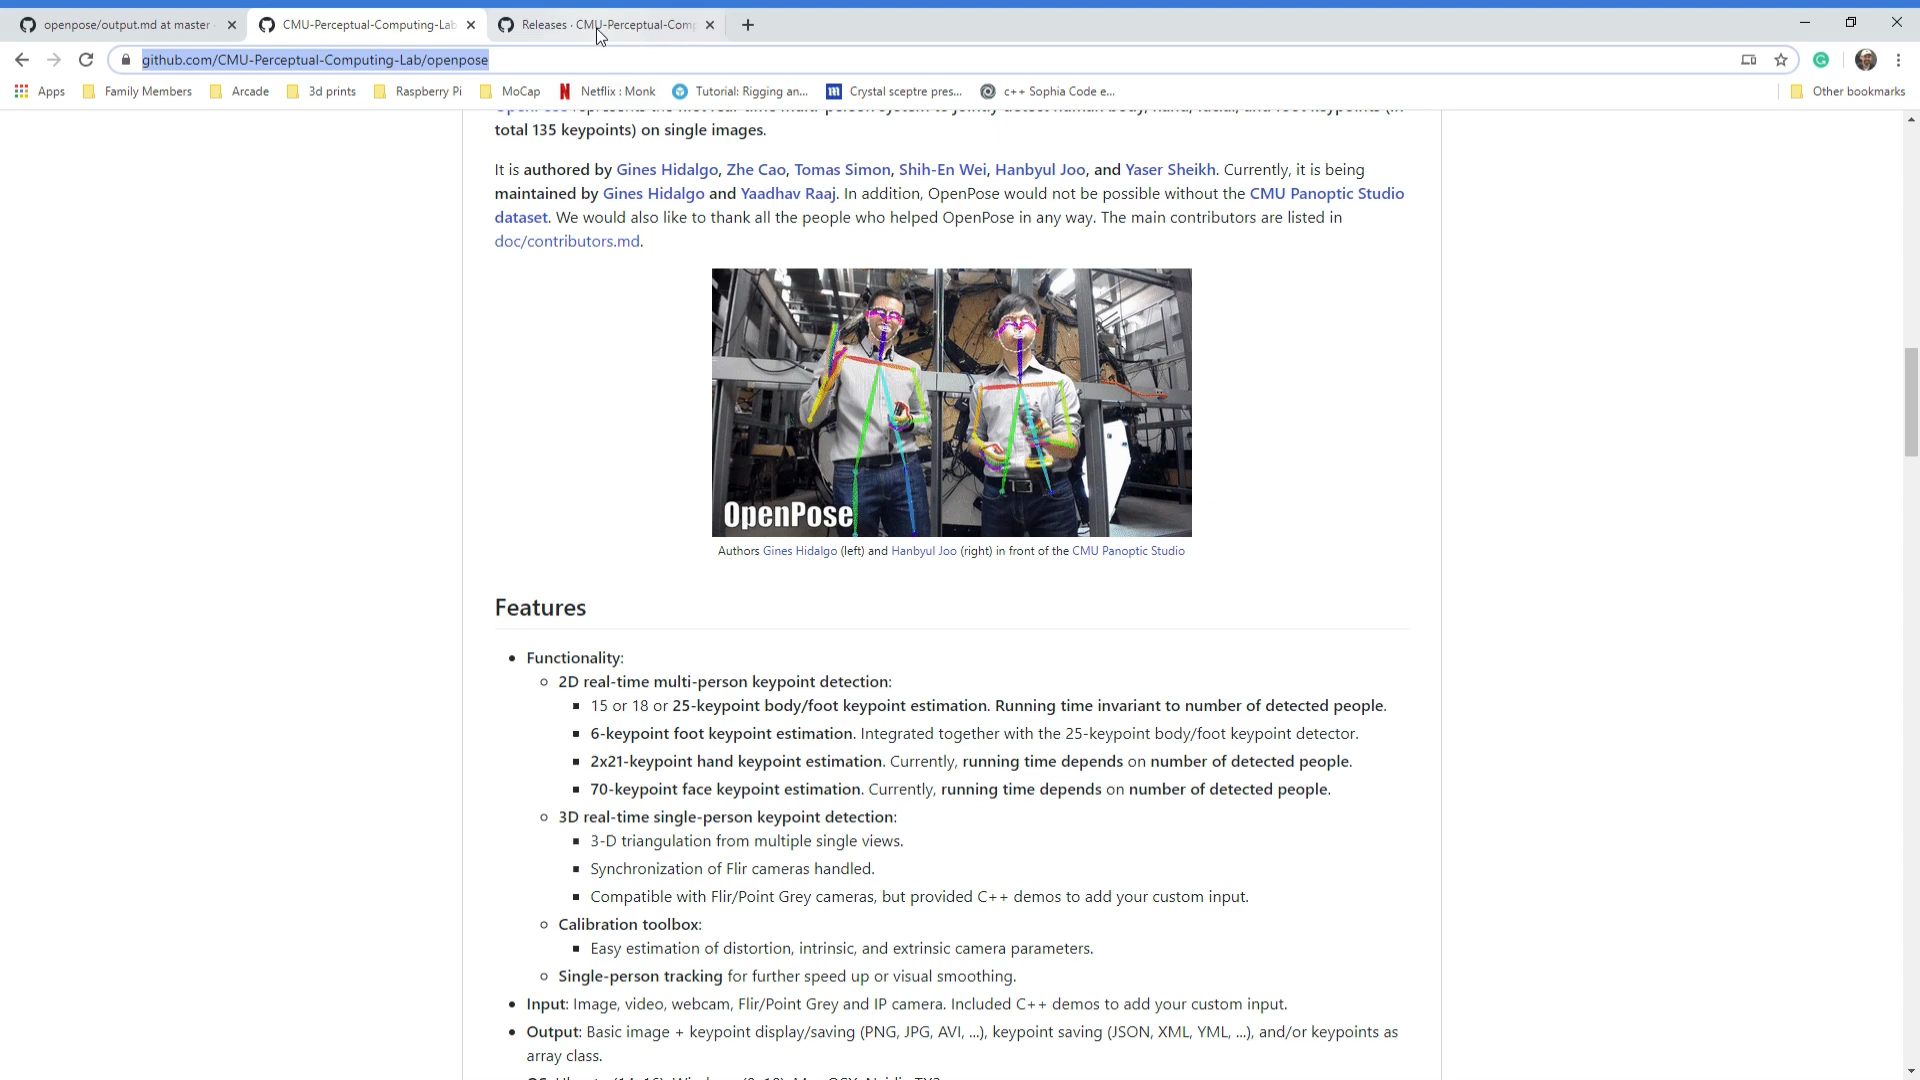 openpose/output.md at master
CMU-Perceptual-Computing-Lab
Releases · CMU-Perceptual-Comp
github.com/CMU-Perceptual-Computing-Lab/openpose
Apps
Family Members
Arcade
3d prints
Raspberry Pi
MoCap
Netflix : Monk
Tutorial: Rigging an...
Crystal sceptre pres...
c++ Sophia Code e...
Other bookmarks
total 135 keypoints) on single images.
It is authored by Gines Hidalgo, Zhe Cao, Tomas Simon, Shih-En Wei, Hanbyul Joo, and Yaser Sheikh. Currently, it is being
maintained by Gines Hidalgo and Yaadhav Raaj. In addition, OpenPose would not be possible without the CMU Panoptic Studio
dataset. We would also like to thank all the people who helped OpenPose in any way. The main contributors are listed in
doc/contributors.md.
OpenPose
Authors Gines Hidalgo (left) and Hanbyul Joo (right) in front of the CMU Panoptic Studio
Features
Functionality:
2D real-time multi-person keypoint detection:
15 or 18 or 25-keypoint body/foot keypoint estimation. Running time invariant to number of detected people.
6-keypoint foot keypoint estimation. Integrated together with the 25-keypoint body/foot keypoint detector.
2x21-keypoint hand keypoint estimation. Currently, running time depends on number of detected people.
70-keypoint face keypoint estimation. Currently, running time depends on number of detected people.
3D real-time single-person keypoint detection:
3-D triangulation from multiple single views.
Synchronization of Flir cameras handled.
Compatible with Flir/Point Grey cameras, but provided C++ demos to add your custom input.
Calibration toolbox:
Easy estimation of distortion, intrinsic, and extrinsic camera parameters.
Single-person tracking for further speed up or visual smoothing.
Input: Image, video, webcam, Flir/Point Grey and IP camera. Included C++ demos to add your custom input.
Output: Basic image + keypoint display/saving (PNG, JPG, AVI, ...), keypoint saving (JSON, XML, YML, ...), and/or keypoints as
array class.